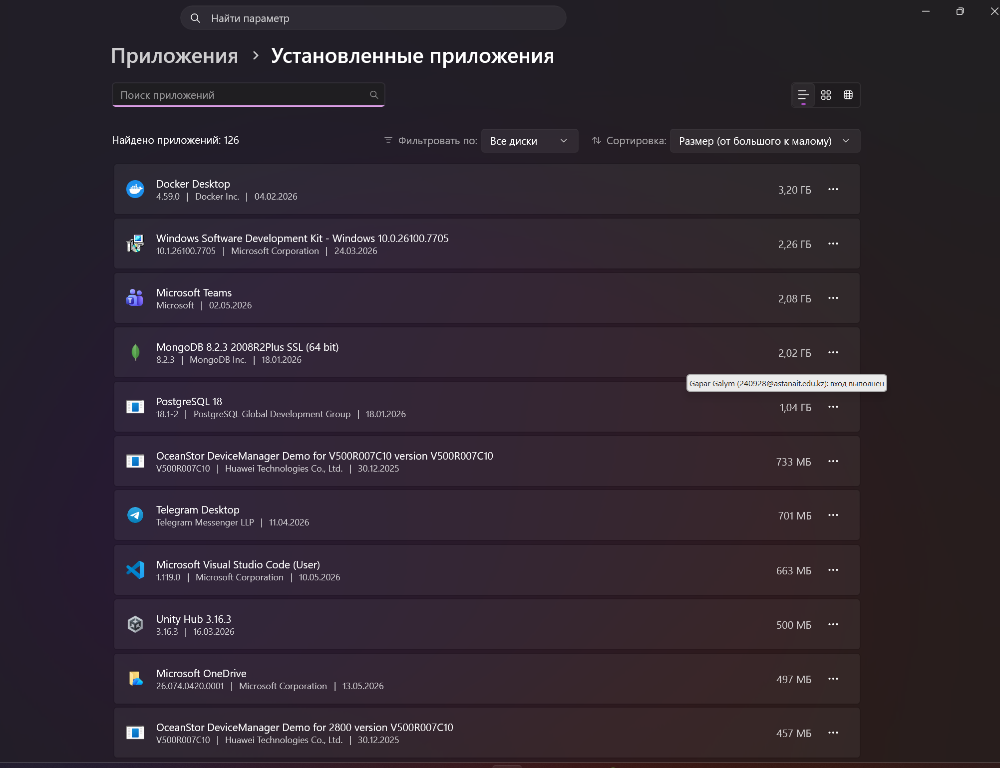 Найти параметр
Приложения › Установленные приложения
Поиск приложений
Найдено приложений: 126
Фильтровать по: Все диски
Сортировка: Размер (от большого к малому)
Docker Desktop
4.59.0 | Docker Inc. | 04.02.2026
3,20 ГБ
Windows Software Development Kit - Windows 10.0.26100.7705
10.1.26100.7705 | Microsoft Corporation | 24.03.2026
2,26 ГБ
Microsoft Teams
Microsoft | 02.05.2026
2,08 ГБ
MongoDB 8.2.3 2008R2Plus SSL (64 bit)
8.2.3 | MongoDB Inc. | 18.01.2026
2,02 ГБ
Gapar Galym (240928@astanait.edu.kz): вход выполнен
PostgreSQL 18
18.1-2 | PostgreSQL Global Development Group | 18.01.2026
1,04 ГБ
OceanStor DeviceManager Demo for V500R007C10 version V500R007C10
V500R007C10 | Huawei Technologies Co., Ltd. | 30.12.2025
733 МБ
Telegram Desktop
Telegram Messenger LLP | 11.04.2026
701 МБ
Microsoft Visual Studio Code (User)
1.119.0 | Microsoft Corporation | 10.05.2026
663 МБ
Unity Hub 3.16.3
3.16.3 | 16.03.2026
500 МБ
Microsoft OneDrive
26.074.0420.0001 | Microsoft Corporation | 13.05.2026
497 МБ
OceanStor DeviceManager Demo for 2800 version V500R007C10
V500R007C10 | Huawei Technologies Co., Ltd. | 30.12.2025
457 МБ